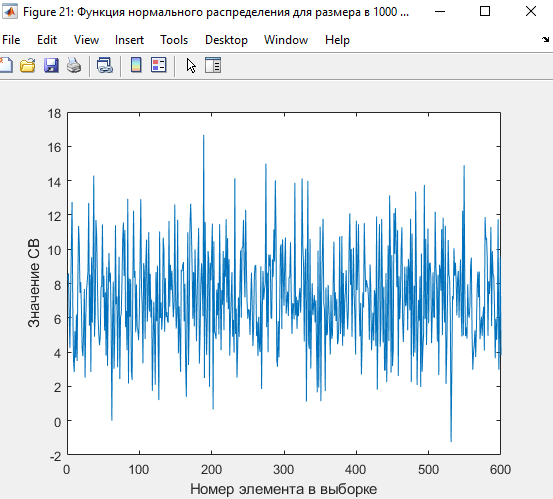 Figure 21: Функция нормального распределения для размера в 1000 ...
File Edit View Insert Tools Desktop Window Help
18
16
14
12
10
8
6
4
2
0
-2
Значение СВ
0 100 200 300 400 500 600
Номер элемента в выборке